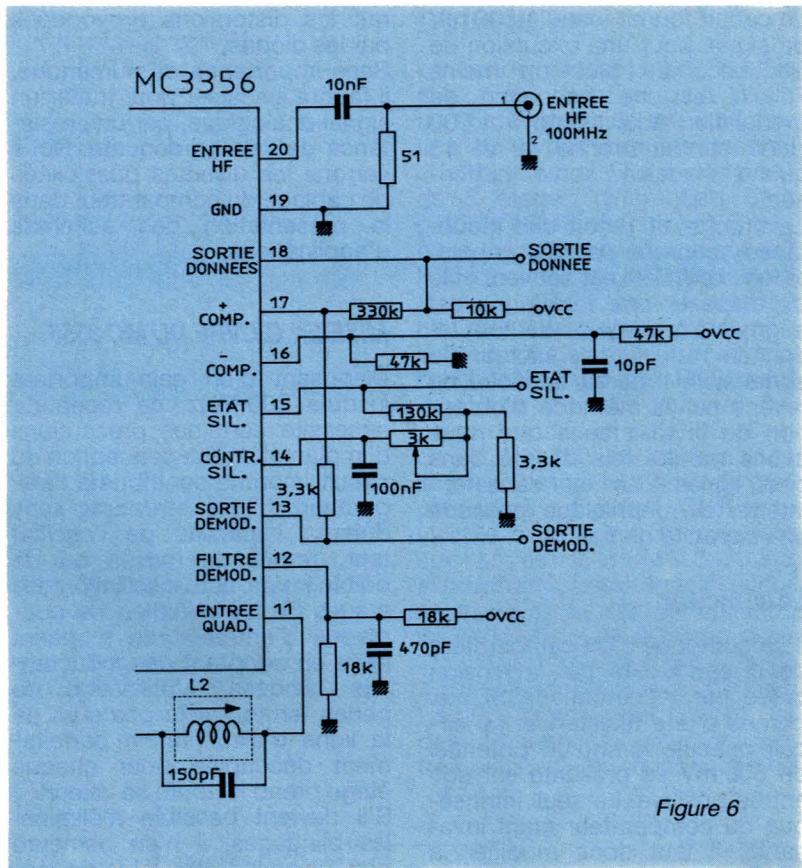 MC3356
10nF
1
ENTREE
HF
100MHz
2
ENTREE
HF
20
51
GND
19
SORTIE
DONNEES
18
SORTIE
DONNEE
+
COMP.
17
330k
10k
VCC
-
COMP.
16
47k
47k
VCC
10pF
ETAT
SIL.
15
ETAT
SIL.
130k
CONTR.
SIL.
14
3k
3,3k
100nF
3,3k
SORTIE
DEMOD.
13
SORTIE
DEMOD.
FILTRE
DEMOD.
12
ENTREE
QUAD.
11
18k
VCC
470pF
18k
L2
150pF
Figure 6